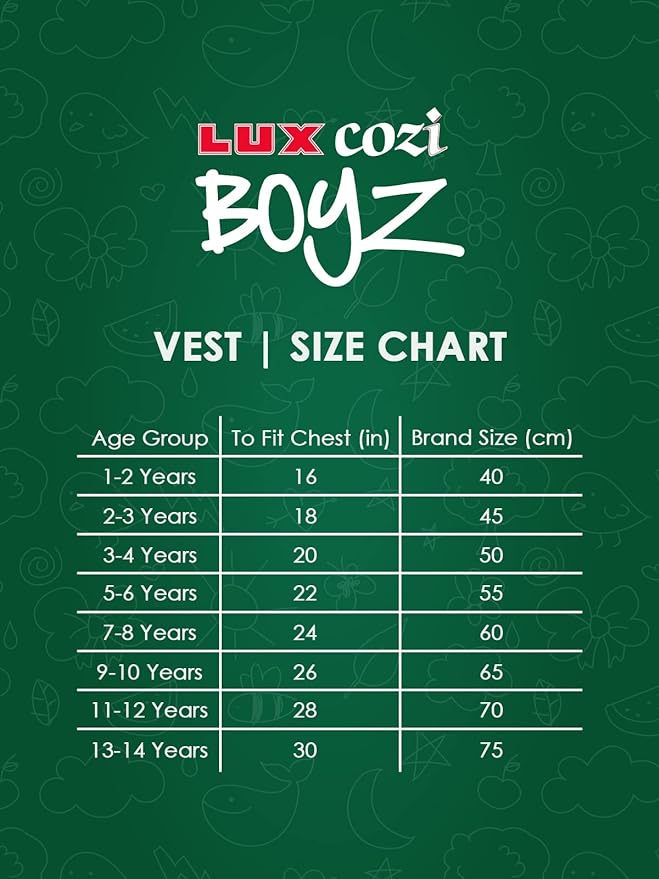 LUX cozi
BOYZ
VEST | SIZE CHART
Age Group To Fit Chest (in) Brand Size (cm)
1-2 Years 16 40
2-3 Years 18 45
3-4 Years 20 50
5-6 Years 22 55
7-8 Years 24 60
9-10 Years 26 65
11-12 Years 28 70
13-14 Years 30 75